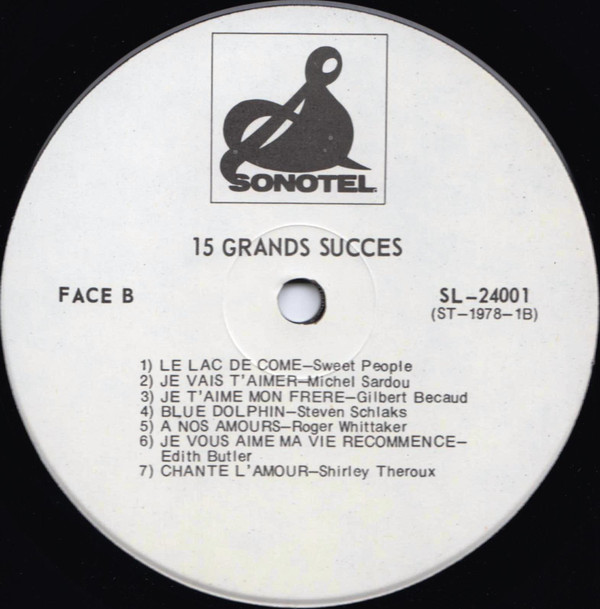 SONOTEL
15 GRANDS SUCCES
FACE B
SL-24001
(ST-1978-1B)
1) LE LAC DE COME-Sweet People
2) JE VAIS T'AIMER-Michel Sardou
3) JE T'AIME MON FRERE-Gilbert Becaud
4) BLUE DOLPHIN-Steven Schlaks
5) A NOS AMOURS-Roger Whittaker
6) JE VOUS AIME MA VIE RECOMMENCE-
Edith Butler
7) CHANTE L'AMOUR-Shirley Theroux